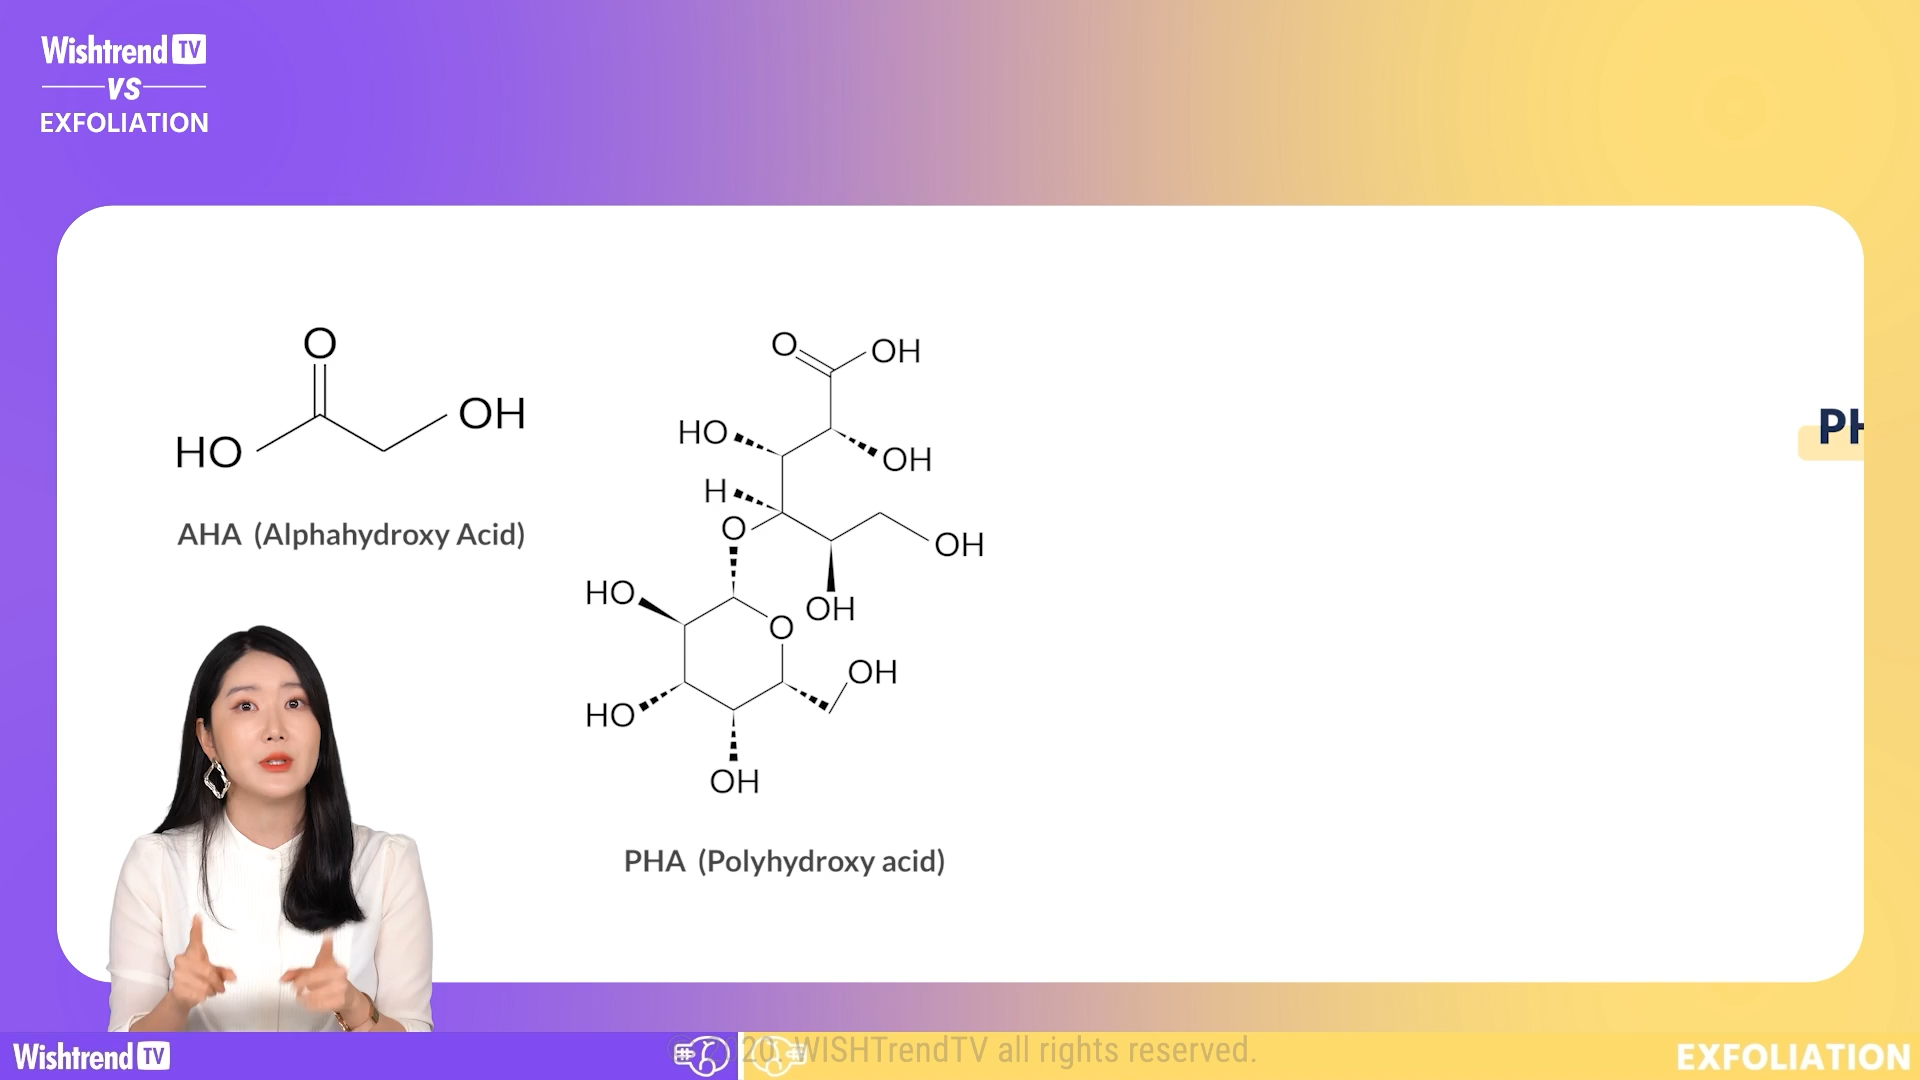 Wishtrend TV
VS
EXFOLIATION
O
HO
OH
AHA (Alphahydroxy Acid)
O
OH
HO
OH
H
O
OH
HO
OH
O
OH
HO
OH
PHA (Polyhydroxy acid)
PH
Wishtrend TV
WISHTrendTV all rights reserved.
EXFOLIATION